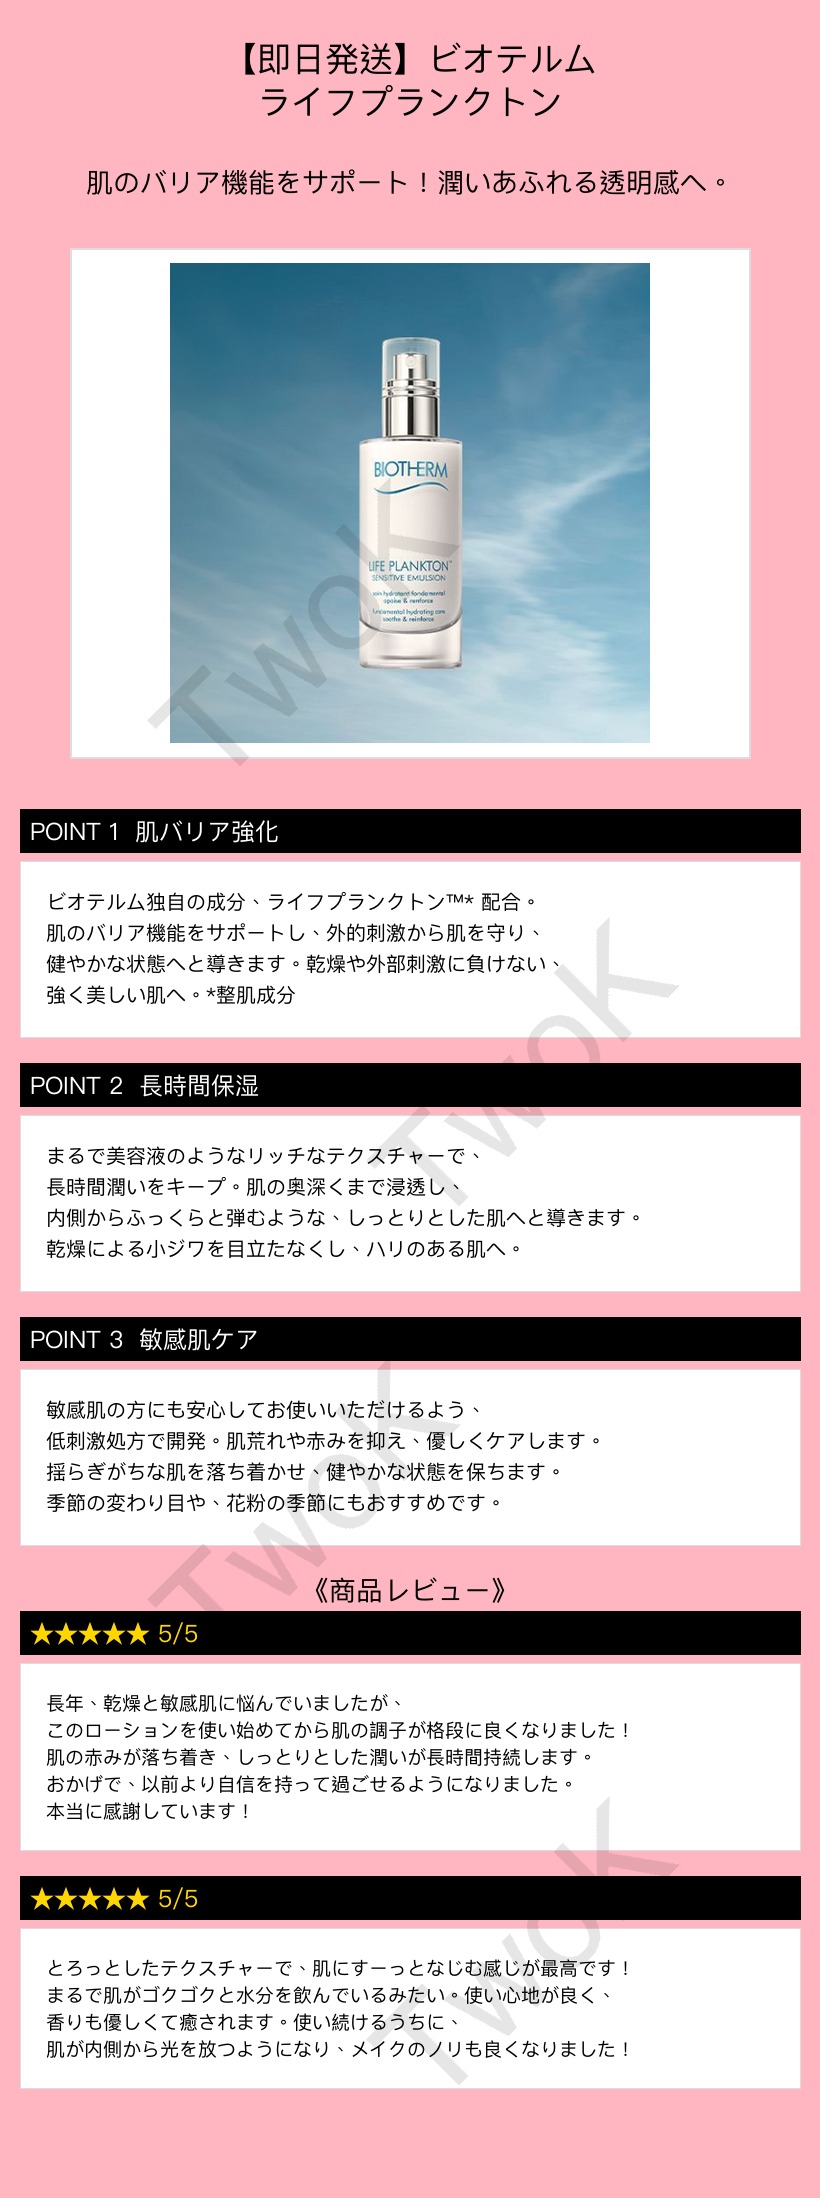 【即日発送】ビオテルム
ライフプランクトン
肌のバリア機能をサポート！潤いあふれる透明感へ。
BIOTHERM
LIFE PLANKTON™
SENSITIVE EMULSION
soin hydratant fondamental
apaise & renforce
fundamental hydrating care
soothe & reinforce
TwoK
POINT 1 肌バリア強化
ビオテルム独自の成分、ライフプランクトン™* 配合。
肌のバリア機能をサポートし、外的刺激から肌を守り、
健やかな状態へと導きます。乾燥や外部刺激に負けない、
強く美しい肌へ。*整肌成分
TwoK
POINT 2 長時間保湿
まるで美容液のようなリッチなテクスチャーで、
長時間潤いをキープ。肌の奥深くまで浸透し、
内側からふっくらと弾むような、しっとりとした肌へと導きます。
乾燥による小ジワを目立たなくし、ハリのある肌へ。
POINT 3 敏感肌ケア
敏感肌の方にも安心してお使いいただけるよう、
低刺激処方で開発。肌荒れや赤みを抑え、優しくケアします。
揺らぎがちな肌を落ち着かせ、健やかな状態を保ちます。
季節の変わり目や、花粉の季節にもおすすめです。
TwoK
《商品レビュー》
★★★★★ 5/5
長年、乾燥と敏感肌に悩んでいましたが、
このローションを使い始めてから肌の調子が格段に良くなりました！
肌の赤みが落ち着き、しっとりとした潤いが長時間持続します。
おかげで、以前より自信を持って過ごせるようになりました。
本当に感謝しています！
★★★★★ 5/5
とろっとしたテクスチャーで、肌にすーっとなじむ感じが最高です！
まるで肌がゴクゴクと水分を飲んでいるみたい。使い心地が良く、
香りも優しくて癒されます。使い続けるうちに、
肌が内側から光を放つようになり、メイクのノリも良くなりました！
TwoK